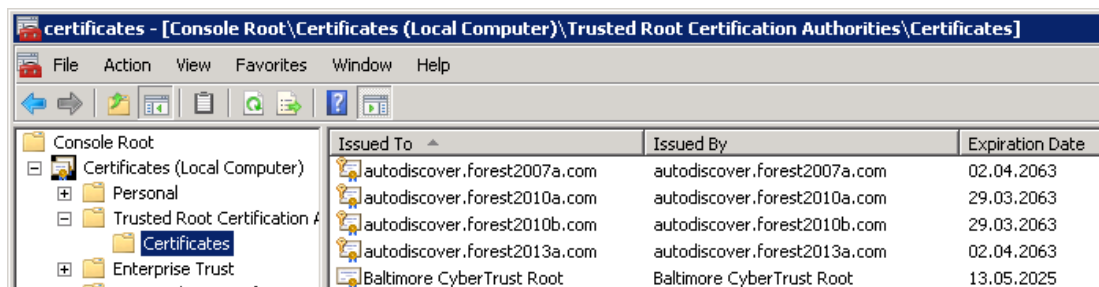 certificates - [Console Root\Certificates (Local Computer)\Trusted Root Certification Authorities\Certificates]
File Action View Favorites Window Help
Console Root
Certificates (Local Computer)
Personal
Trusted Root Certification
Certificates
Enterprise Trust
Issued To Issued By Expiration Date
autodiscover.forest2007a.com autodiscover.forest2007a.com 02.04.2063
autodiscover.forest2010a.com autodiscover.forest2010a.com 29.03.2063
autodiscover.forest2010b.com autodiscover.forest2010b.com 29.03.2063
autodiscover.forest2013a.com autodiscover.forest2013a.com 02.04.2063
Baltimore CyberTrust Root Baltimore CyberTrust Root 13.05.2025